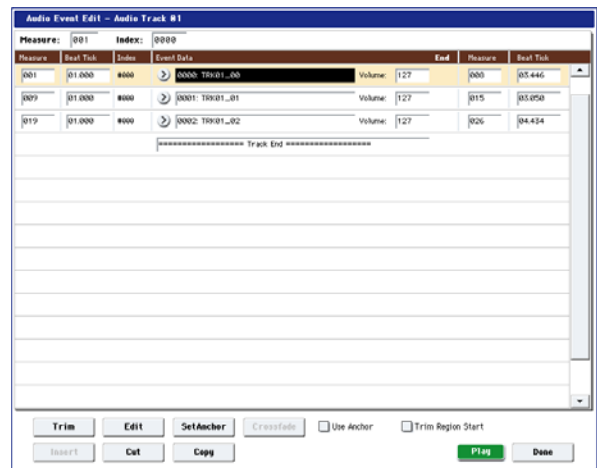 Audio Event Edit - Audio Track #1
Measure: 001 Index: 0000
Measure Beat Tick Index Event Data End Measure Beat Tick
001 01.000 #000 0000: TRK01_00 Volume: 127 008 03.446
009 01.000 #000 0001: TRK01_01 Volume: 127 015 03.050
019 01.000 #000 0002: TRK01_02 Volume: 127 026 04.434
================== Track End ==================
Trim Edit SetAnchor Crossfade Use Anchor Trim Region Start
Insert Cut Copy Play Done